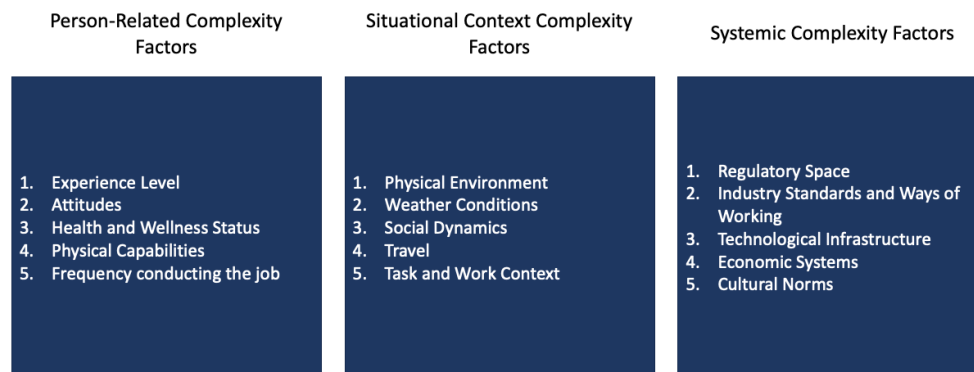 Person-Related Complexity
Factors
1. Experience Level
2. Attitudes
3. Health and Wellness Status
4. Physical Capabilities
5. Frequency conducting the job
Situational Context Complexity
Factors
1. Physical Environment
2. Weather Conditions
3. Social Dynamics
4. Travel
5. Task and Work Context
Systemic Complexity Factors
1. Regulatory Space
2. Industry Standards and Ways of
Working
3. Technological Infrastructure
4. Economic Systems
5. Cultural Norms